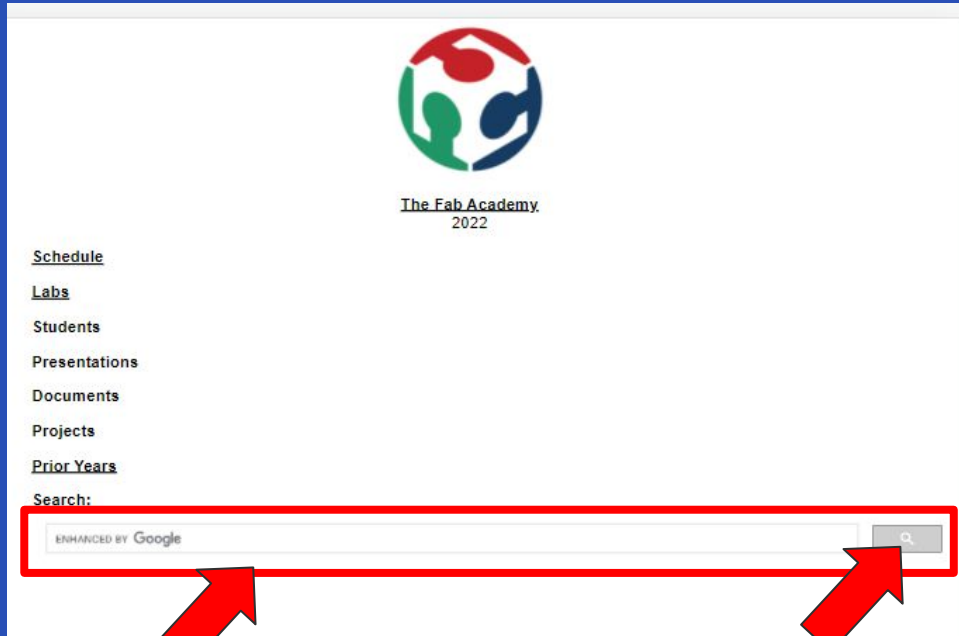 The Fab Academy
2022
Schedule
Labs
Students
Presentations
Documents
Projects
Prior Years
Search:
ENHANCED BY Google